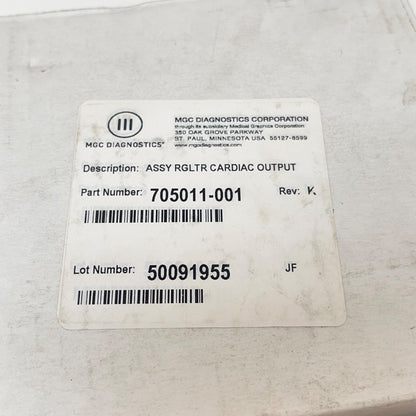 MGC DIAGNOSTICS®
MGC DIAGNOSTICS CORPORATION
through its subsidiary Medical Graphics Corporation
350 OAK GROVE PARKWAY
ST. PAUL, MINNESOTA USA 55127-8599
www.mgcdiagnostics.com
Description: ASSY RGLTR CARDIAC OUTPUT
Part Number: 705011-001 Rev: K
Lot Number: 50091955 JF